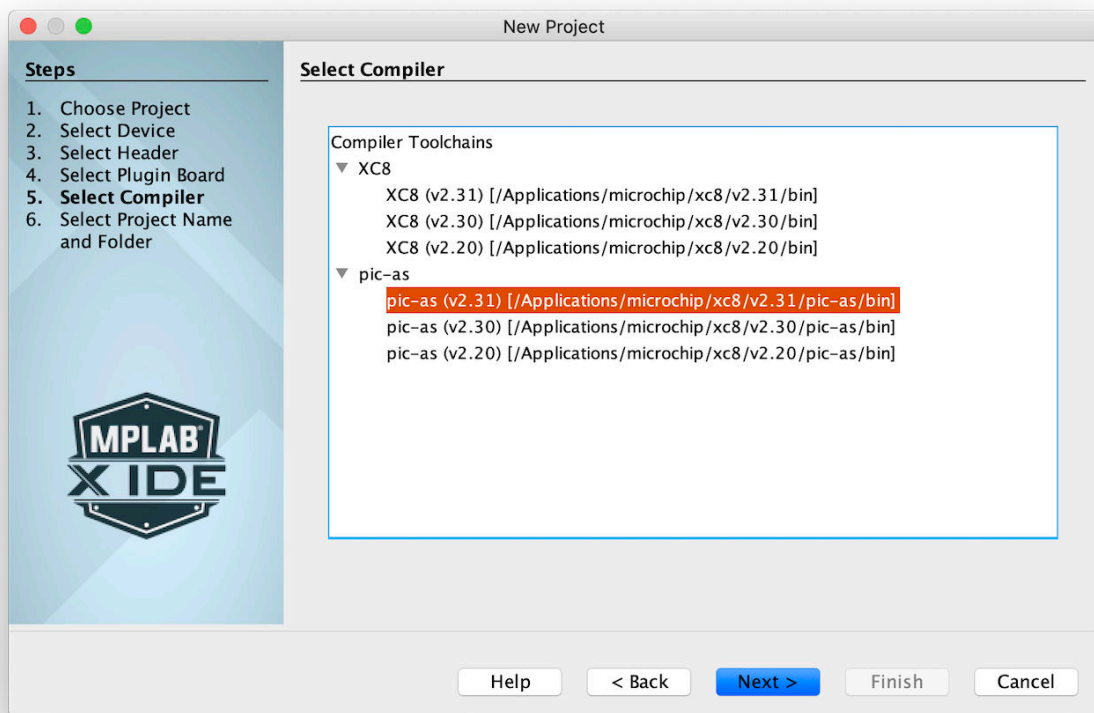 New Project
Steps
1. Choose Project
2. Select Device
3. Select Header
4. Select Plugin Board
5. Select Compiler
6. Select Project Name
and Folder
MPLAB®
X IDE
Select Compiler
Compiler Toolchains
XC8
XC8 (v2.31) [/Applications/microchip/xc8/v2.31/bin]
XC8 (v2.30) [/Applications/microchip/xc8/v2.30/bin]
XC8 (v2.20) [/Applications/microchip/xc8/v2.20/bin]
pic-as
pic-as (v2.31) [/Applications/microchip/xc8/v2.31/pic-as/bin]
pic-as (v2.30) [/Applications/microchip/xc8/v2.30/pic-as/bin]
pic-as (v2.20) [/Applications/microchip/xc8/v2.20/pic-as/bin]
Help < Back Next > Finish Cancel